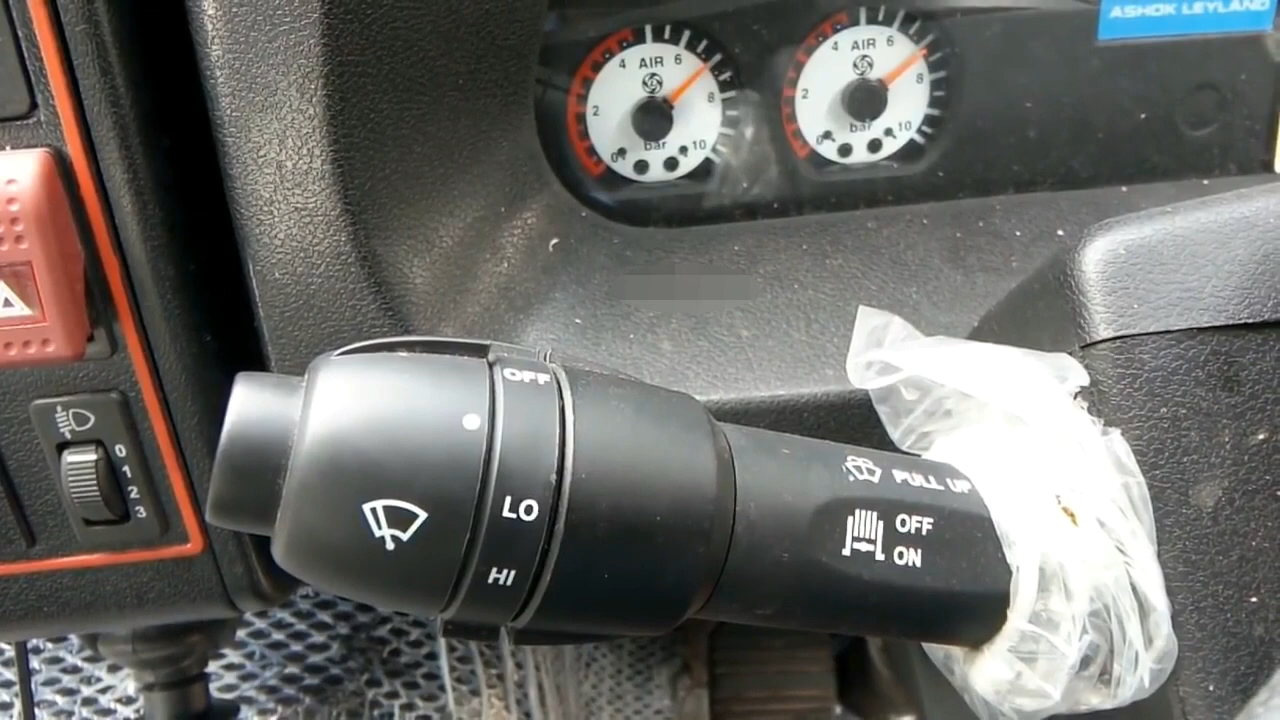 ASHOK LEYLAND
4 AIR 6
2 8
0 bar 10
4 AIR 6
2 8
0 bar 10
OFF
LO
HI
PULL UP
OFF
ON
0
1
2
3